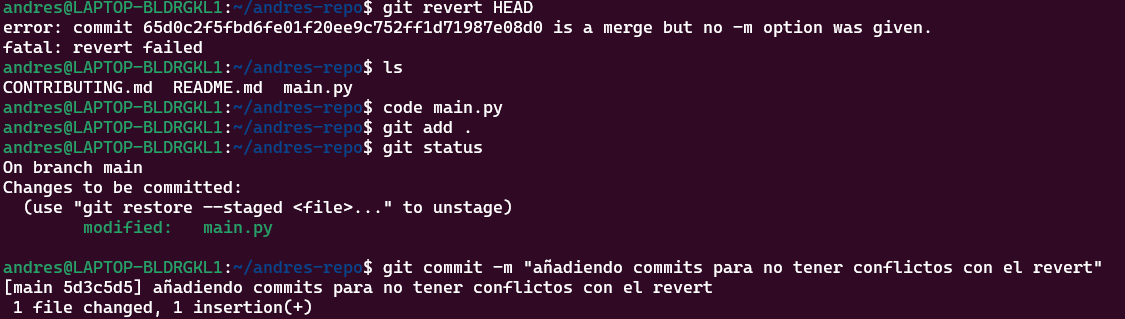 andres@LAPTOP-BLDRGKL1:~/andres-repo$ git revert HEAD
error: commit 65d0c2f5fbd6fe01f20ee9c752ff1d71987e08d0 is a merge but no -m option was given.
fatal: revert failed
andres@LAPTOP-BLDRGKL1:~/andres-repo$ ls
CONTRIBUTING.md  README.md  main.py
andres@LAPTOP-BLDRGKL1:~/andres-repo$ code main.py
andres@LAPTOP-BLDRGKL1:~/andres-repo$ git add .
andres@LAPTOP-BLDRGKL1:~/andres-repo$ git status
On branch main
Changes to be committed:
  (use "git restore --staged <file>..." to unstage)
        modified:   main.py
andres@LAPTOP-BLDRGKL1:~/andres-repo$ git commit -m "añadiendo commits para no tener conflictos con el revert"
[main 5d3c5d5] añadiendo commits para no tener conflictos con el revert
 1 file changed, 1 insertion(+)